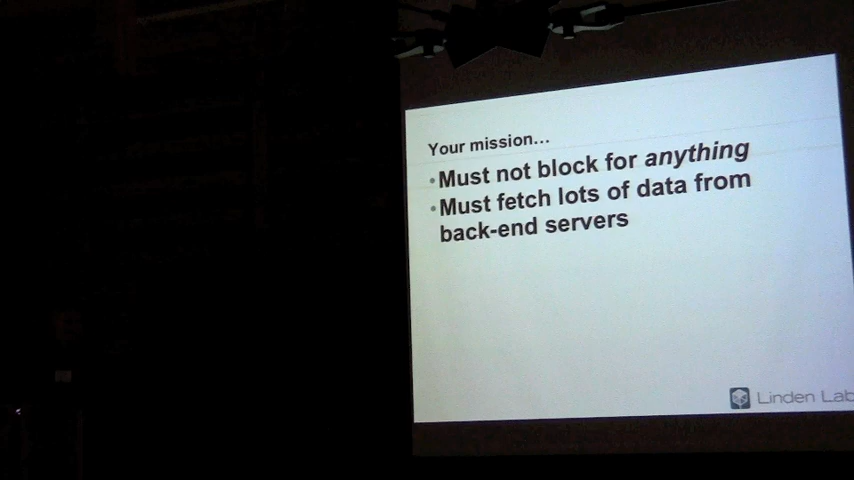 Your mission...
•Must not block for anything
•Must fetch lots of data from
back-end servers
Linden Lab